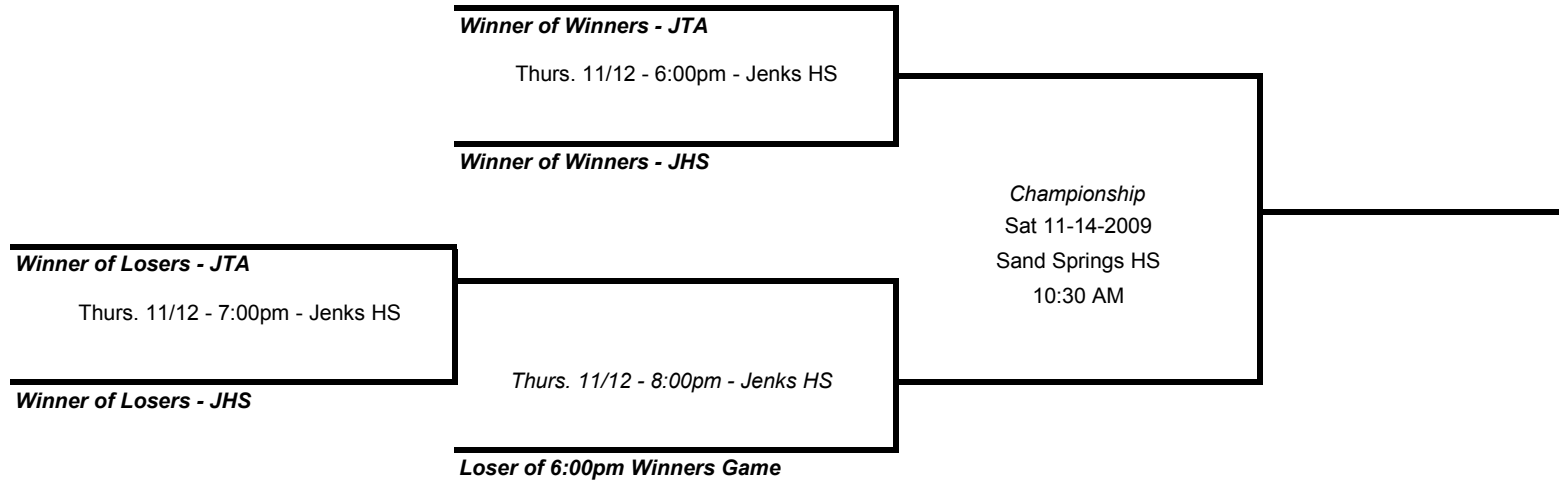 Winner of Winners - JTA
Thurs. 11/12 - 6:00pm - Jenks HS
Winner of Winners - JHS
Championship
Sat 11-14-2009
Sand Springs HS
10:30 AM
Winner of Losers - JTA
Thurs. 11/12 - 7:00pm - Jenks HS
Winner of Losers - JHS
Thurs. 11/12 - 8:00pm - Jenks HS
Loser of 6:00pm Winners Game